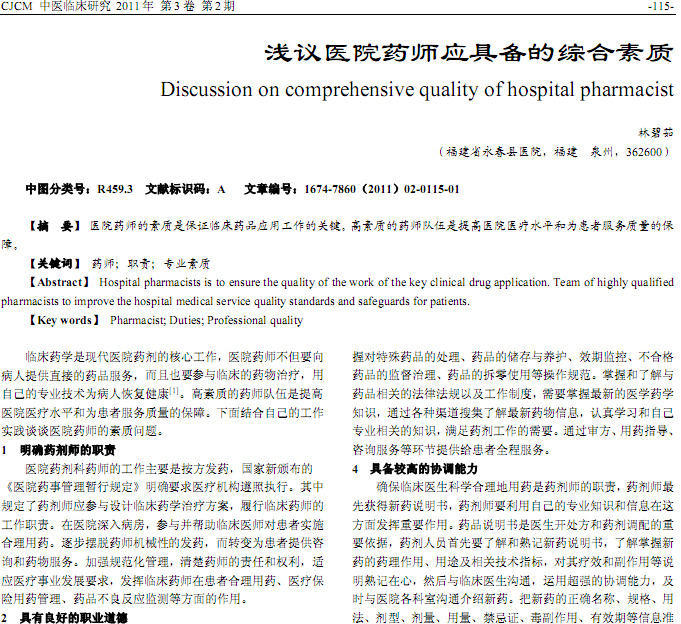 CJCM 中医临床研究 2011 年 第 3 卷 第 2 期 -115-
浅议医院药师应具备的综合素质
Discussion on comprehensive quality of hospital pharmacist
林碧茹
（福建省永春县医院，福建 泉州，362600）
中图分类号：R459.3 文献标识码：A 文章编号：1674-7860（2011）02-0115-01
【摘 要】 医院药师的素质是保证临床药品应用工作的关键，高素质的药师队伍是提高医院医疗水平和为患者服务质量的保
障。
【关键词】 药师；职责；专业素质
【Abstract】 Hospital pharmacists is to ensure the quality of the work of the key clinical drug application. Team of highly qualified
pharmacists to improve the hospital medical service quality standards and safeguards for patients.
【Key words】 Pharmacist; Duties; Professional quality
临床药学是现代医院药剂的核心工作，医院药师不但要向
病人提供直接的药品服务，而且也要参与临床的药物治疗，用
自己的专业技术为病人恢复健康[1]。高素质的药师队伍是提高
医院医疗水平和为患者服务质量的保障。下面结合自己的工作
实践谈谈医院药师的素质问题。
1 明确药剂师的职责
医院药剂科药师的工作主要是按方发药，国家新颁布的
《医院药事管理暂行规定》明确要求医疗机构遵照执行。其中
规定了药剂师应参与设计临床药学治疗方案，履行临床药师的
工作职责。在医院深入病房，参与并帮助临床医师对患者实施
合理用药。逐步摆脱药师机械性的发药，而转变为患者提供咨
询和药物服务。加强规范化管理，清楚药师的责任和权利，适
应医疗事业发展要求，发挥临床药师在患者合理用药、医疗保
险用药管理、药品不良反应监测等方面的作用。
2 具有良好的职业道德
握对特殊药品的处理、药品的储存与养护、效期监控、不合格
药品的监督治理、药品的拆零使用等操作规范。掌握和了解与
药品相关的法律法规以及工作制度，需要掌握最新的医学药学
知识，通过各种渠道搜集了解最新药物信息，认真学习和自己
专业相关的知识，满足药剂工作的需要。通过审方、用药指导、
咨询服务等环节提供给患者全程服务。
4 具备较高的协调能力
确保临床医生科学合理地用药是药剂师的职责，药剂师最
先获得新药说明书，药剂师要利用自己的专业知识和信息在这
方面发挥重要作用。药品说明书是医生开处方和药剂调配的重
要依据，药剂人员首先要了解和熟记新药说明书，了解掌握新
药的药理作用、用途及相关技术指标，对其疗效和副作用等说
明熟记在心，然后与临床医生沟通，运用超强的协调能力，及
时与医院各科室沟通介绍新药。把新药的正确名称、规格、用
法、剂型、剂量、用量、禁忌证、毒副作用、有效期等信息准